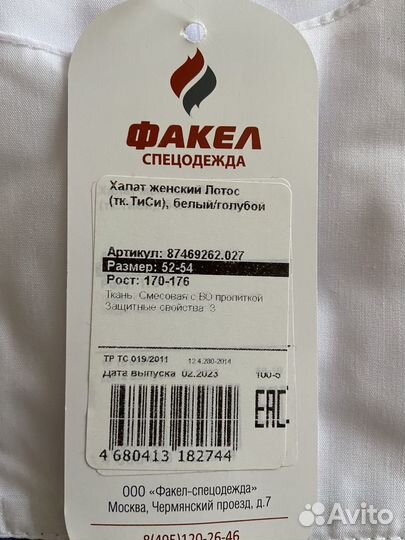 ФАКЕЛ
СПЕЦОДЕЖДА
Халат женский Лотос
(тк.ТиСи), белый/голубой
Артикул: 87469262.027
Размер: 52-54
Рост: 170-176
Ткань: Смесовая с ВО пропиткой
Защитные свойства: З
ТР ТС 019/2011 12.4.280-2014
Дата выпуска 02.2023 100-5
EAC
4 680413 182744
ООО «Факел-спецодежда»
Москва, Чермянский проезд, д.7
8(495)120-26-46
Avito